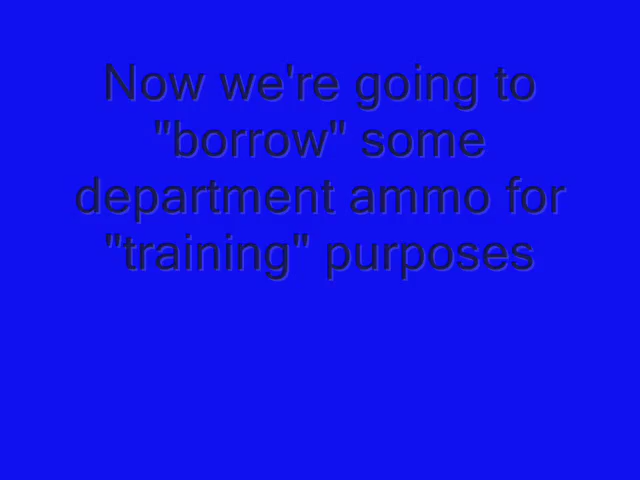 Now we're going to
"borrow" some
department ammo for
"training" purposes